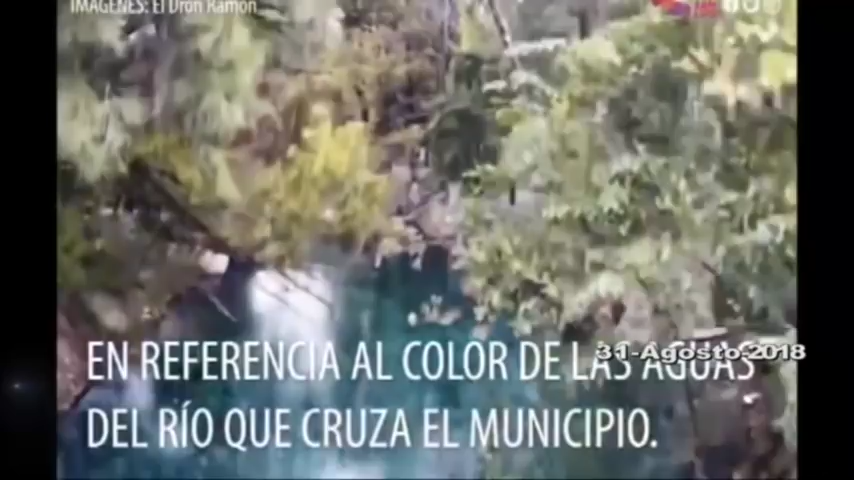 IMÁGENES: El Dron Ramón
EN REFERENCIA AL COLOR DE LAS AGUAS
31-Agosto-2018
DEL RÍO QUE CRUZA EL MUNICIPIO.